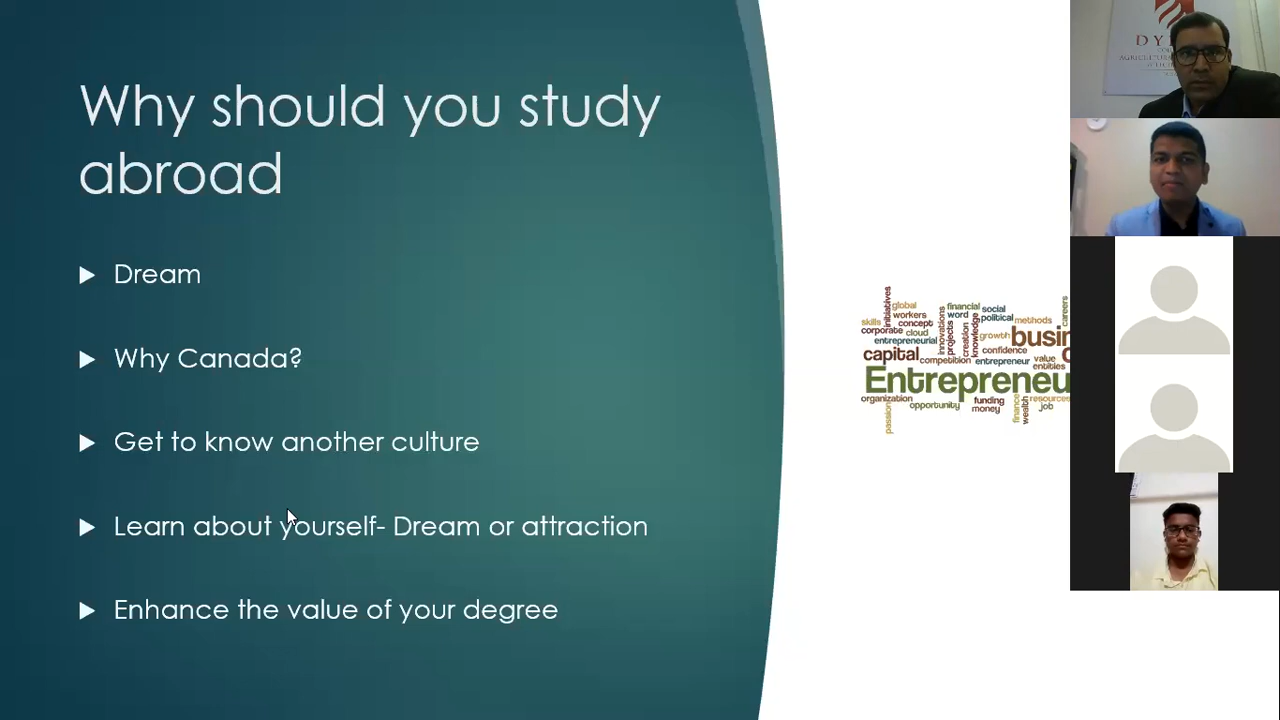 Why should you study
abroad
Dream
Why Canada?
Get to know another culture
Learn about yourself- Dream or attraction
Enhance the value of your degree
initiatives
global
workers
skills
concept
corporate
cloud
entrepreneurial
innovations
financial
word
projects
creation
knowledge
social
political
methods
careers
growth
busin
capital
competition
confidence
entrepreneur
value
entities
Entrepreneu
organization
opportunity
passion
funding
money
finance
wealth
resources
job